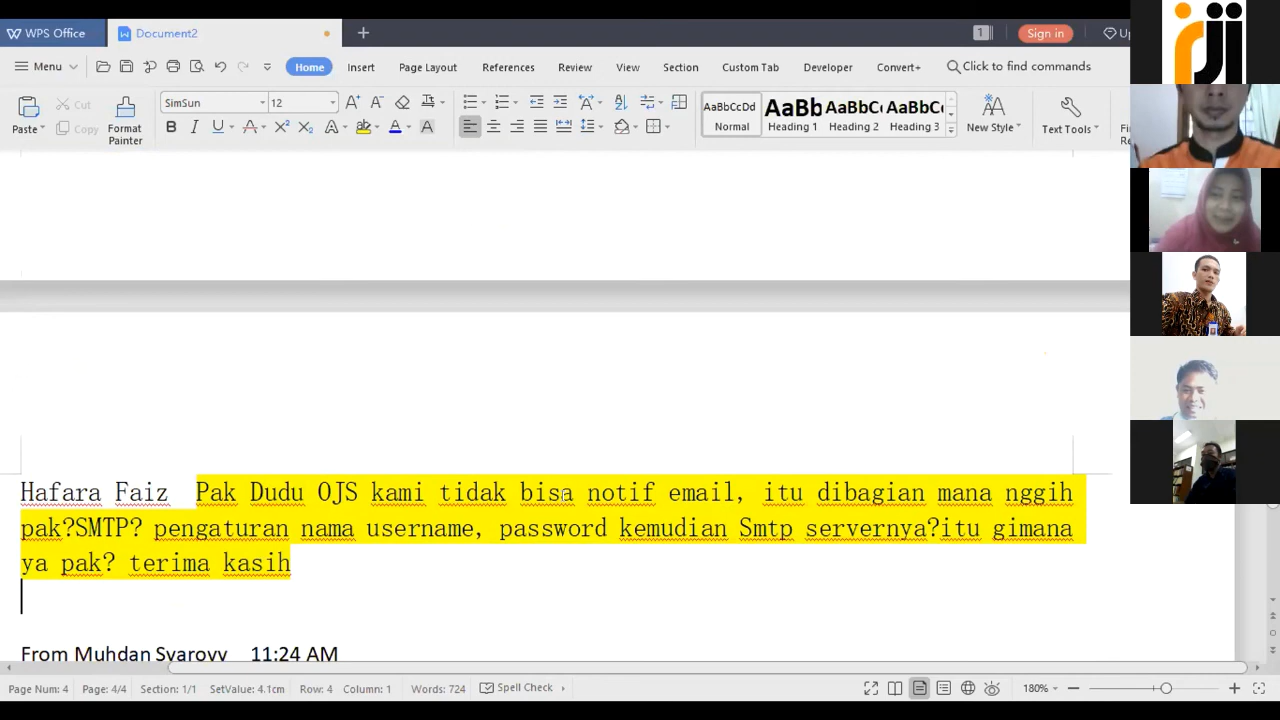 WPS Office Document2 1 Sign in Up
Menu Home Insert Page Layout References Review View Section Custom Tab Developer Convert+ Click to find commands
SimSun 12
AaBbCcDd AaBb AaBbC AaBbC
Paste Cut Copy Format Painter
B I U A X² X₂ A A A
Normal Heading 1 Heading 2 Heading 3 New Style Text Tools
rji
Hafara Faiz Pak Dudu OJS kami tidak bisa notif email, itu dibagian mana nggih
pak?SMTP? pengaturan nama username, password kemudian Smtp servernya?itu gimana
ya pak? terima kasih
From Muhdan Syarovy 11:24 AM
Page Num: 4 Page: 4/4 Section: 1/1 SetValue: 4.1cm Row: 4 Column: 1 Words: 724 Spell Check 180%